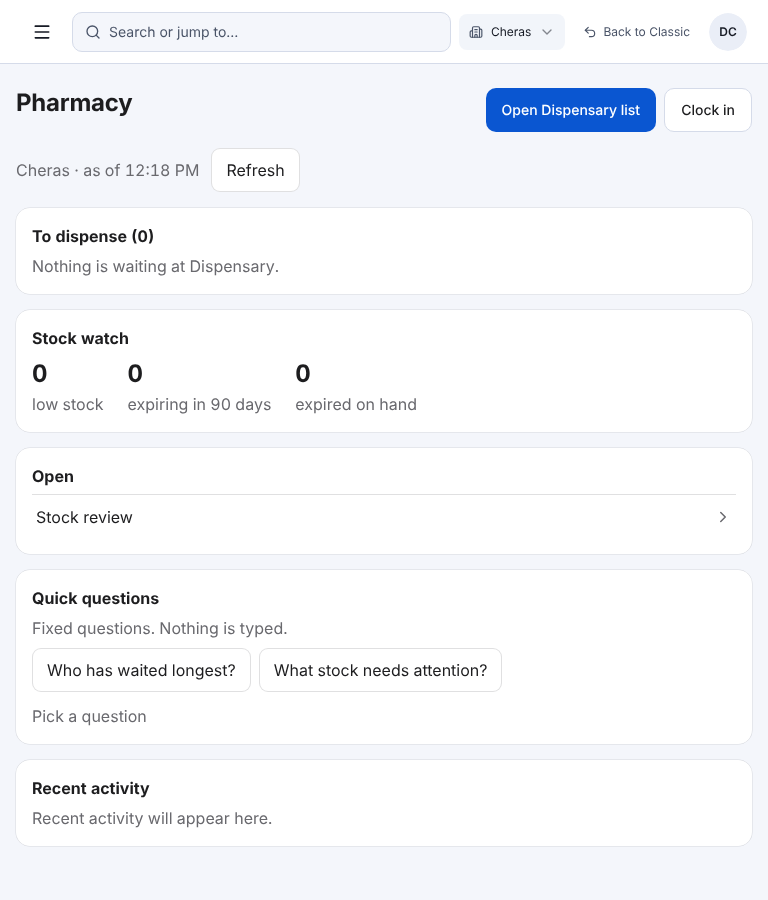 Search or jump to...
Cheras
Back to Classic
DC
Pharmacy
Open Dispensary list
Clock in
Cheras · as of 12:18 PM
Refresh
To dispense (0)
Nothing is waiting at Dispensary.
Stock watch
0 0 0
low stock expiring in 90 days expired on hand
Open
Stock review
Quick questions
Fixed questions. Nothing is typed.
Who has waited longest? What stock needs attention?
Pick a question
Recent activity
Recent activity will appear here.